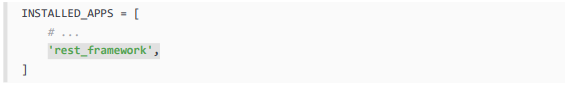 INSTALLED_APPS = [
    # ...
    'rest_framework',
]